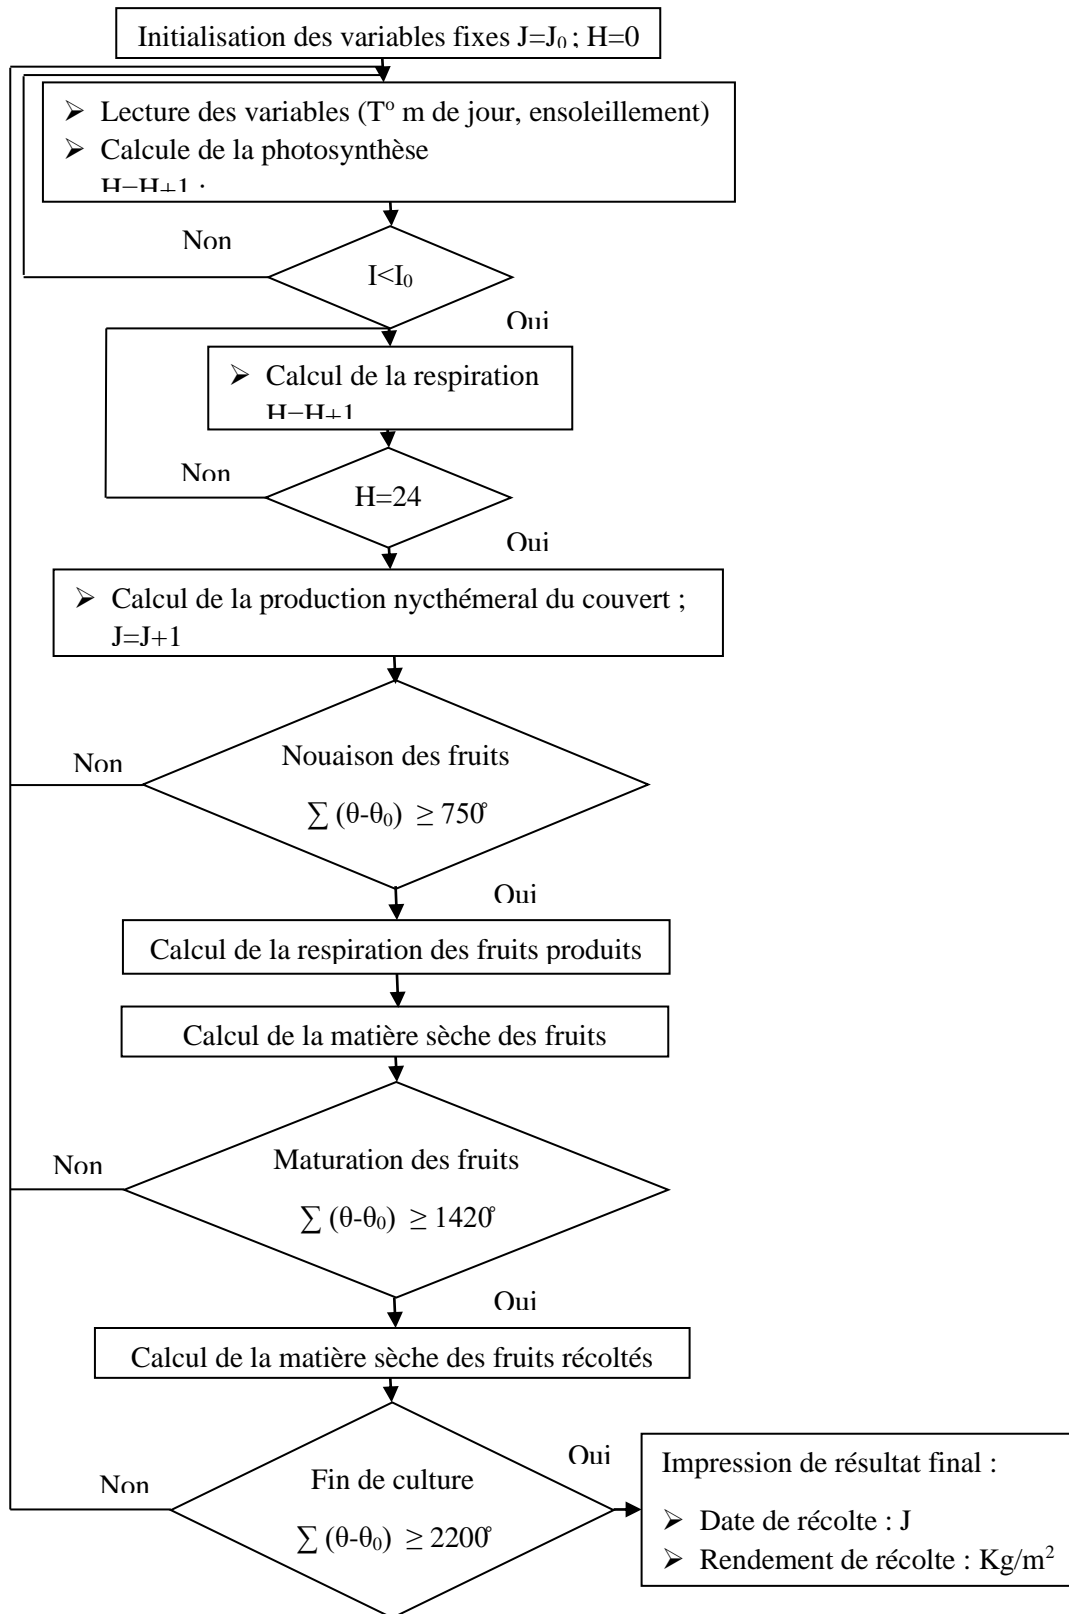 Initialisation des variables fixes J=J₀ ; H=0
➢ Lecture des variables (Tº m de jour, ensoleillement)
➢ Calcule de la photosynthèse
H=H+1 ;
Non
I<I₀
Oui
➢ Calcul de la respiration
H=H+1
Non
H=24
Oui
➢ Calcul de la production nycthémeral du couvert ;
J=J+1
Non
Nouaison des fruits
∑ (θ-θ₀) ≥ 750°
Oui
Calcul de la respiration des fruits produits
Calcul de la matière sèche des fruits
Non
Maturation des fruits
∑ (θ-θ₀) ≥ 1420°
Oui
Calcul de la matière sèche des fruits récoltés
Non
Fin de culture
∑ (θ-θ₀) ≥ 2200°
Oui
Impression de résultat final :
➢ Date de récolte : J
➢ Rendement de récolte : Kg/m²